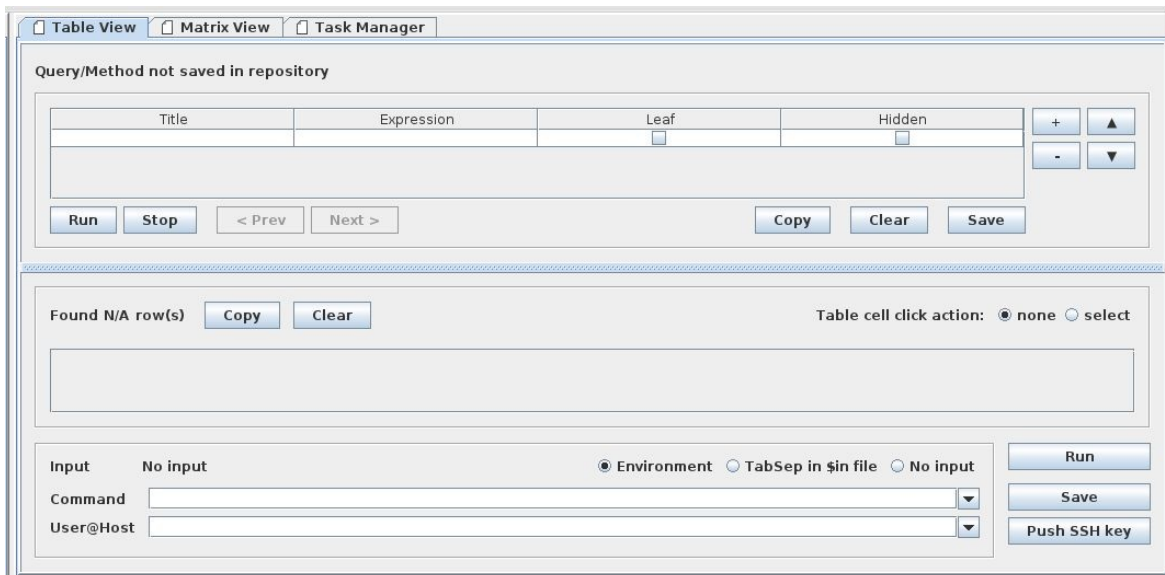 Table View Matrix View Task Manager
Query/Method not saved in repository
Title Expression Leaf Hidden
+ ▲
- ▼
Run Stop < Prev Next > Copy Clear Save
Found N/A row(s) Copy Clear Table cell click action: none select
Input No input Environment TabSep in $in file No input Run
Command Save
User@Host Push SSH key